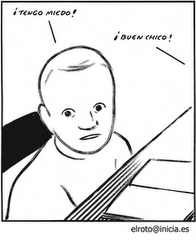 ¡TENGO MIEDO!
¡BUEN CHICO!
elroto@inicia.es